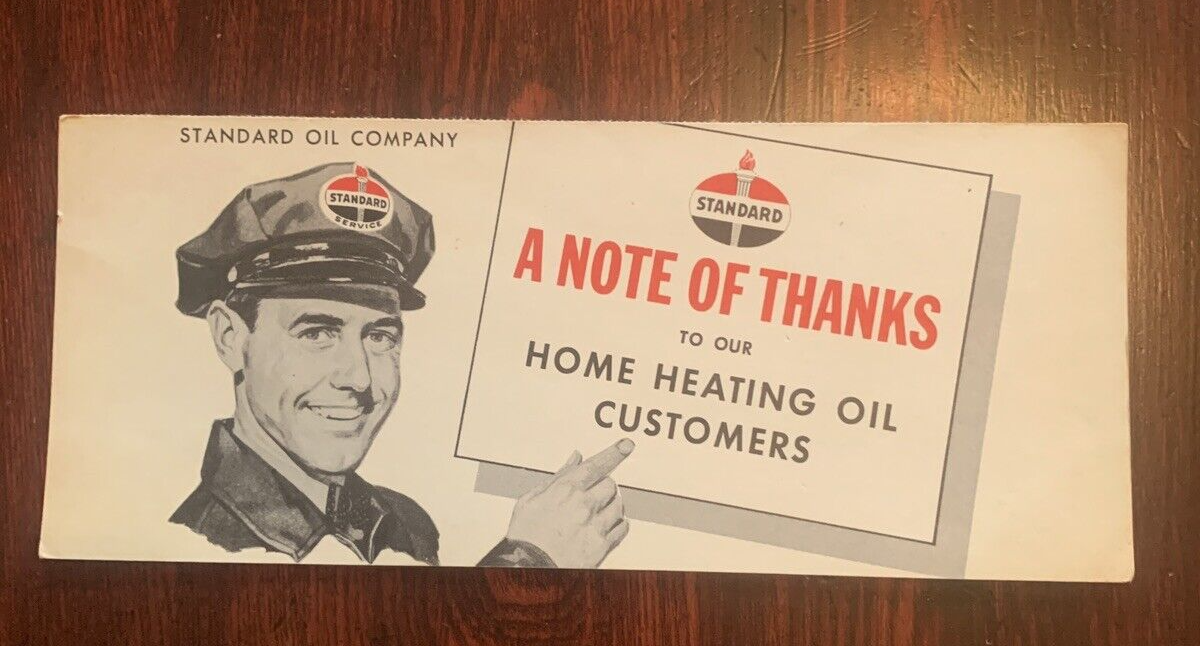 STANDARD OIL COMPANY
STANDARD
SERVICE
STANDARD
A NOTE OF THANKS
TO OUR
HOME HEATING OIL
CUSTOMERS